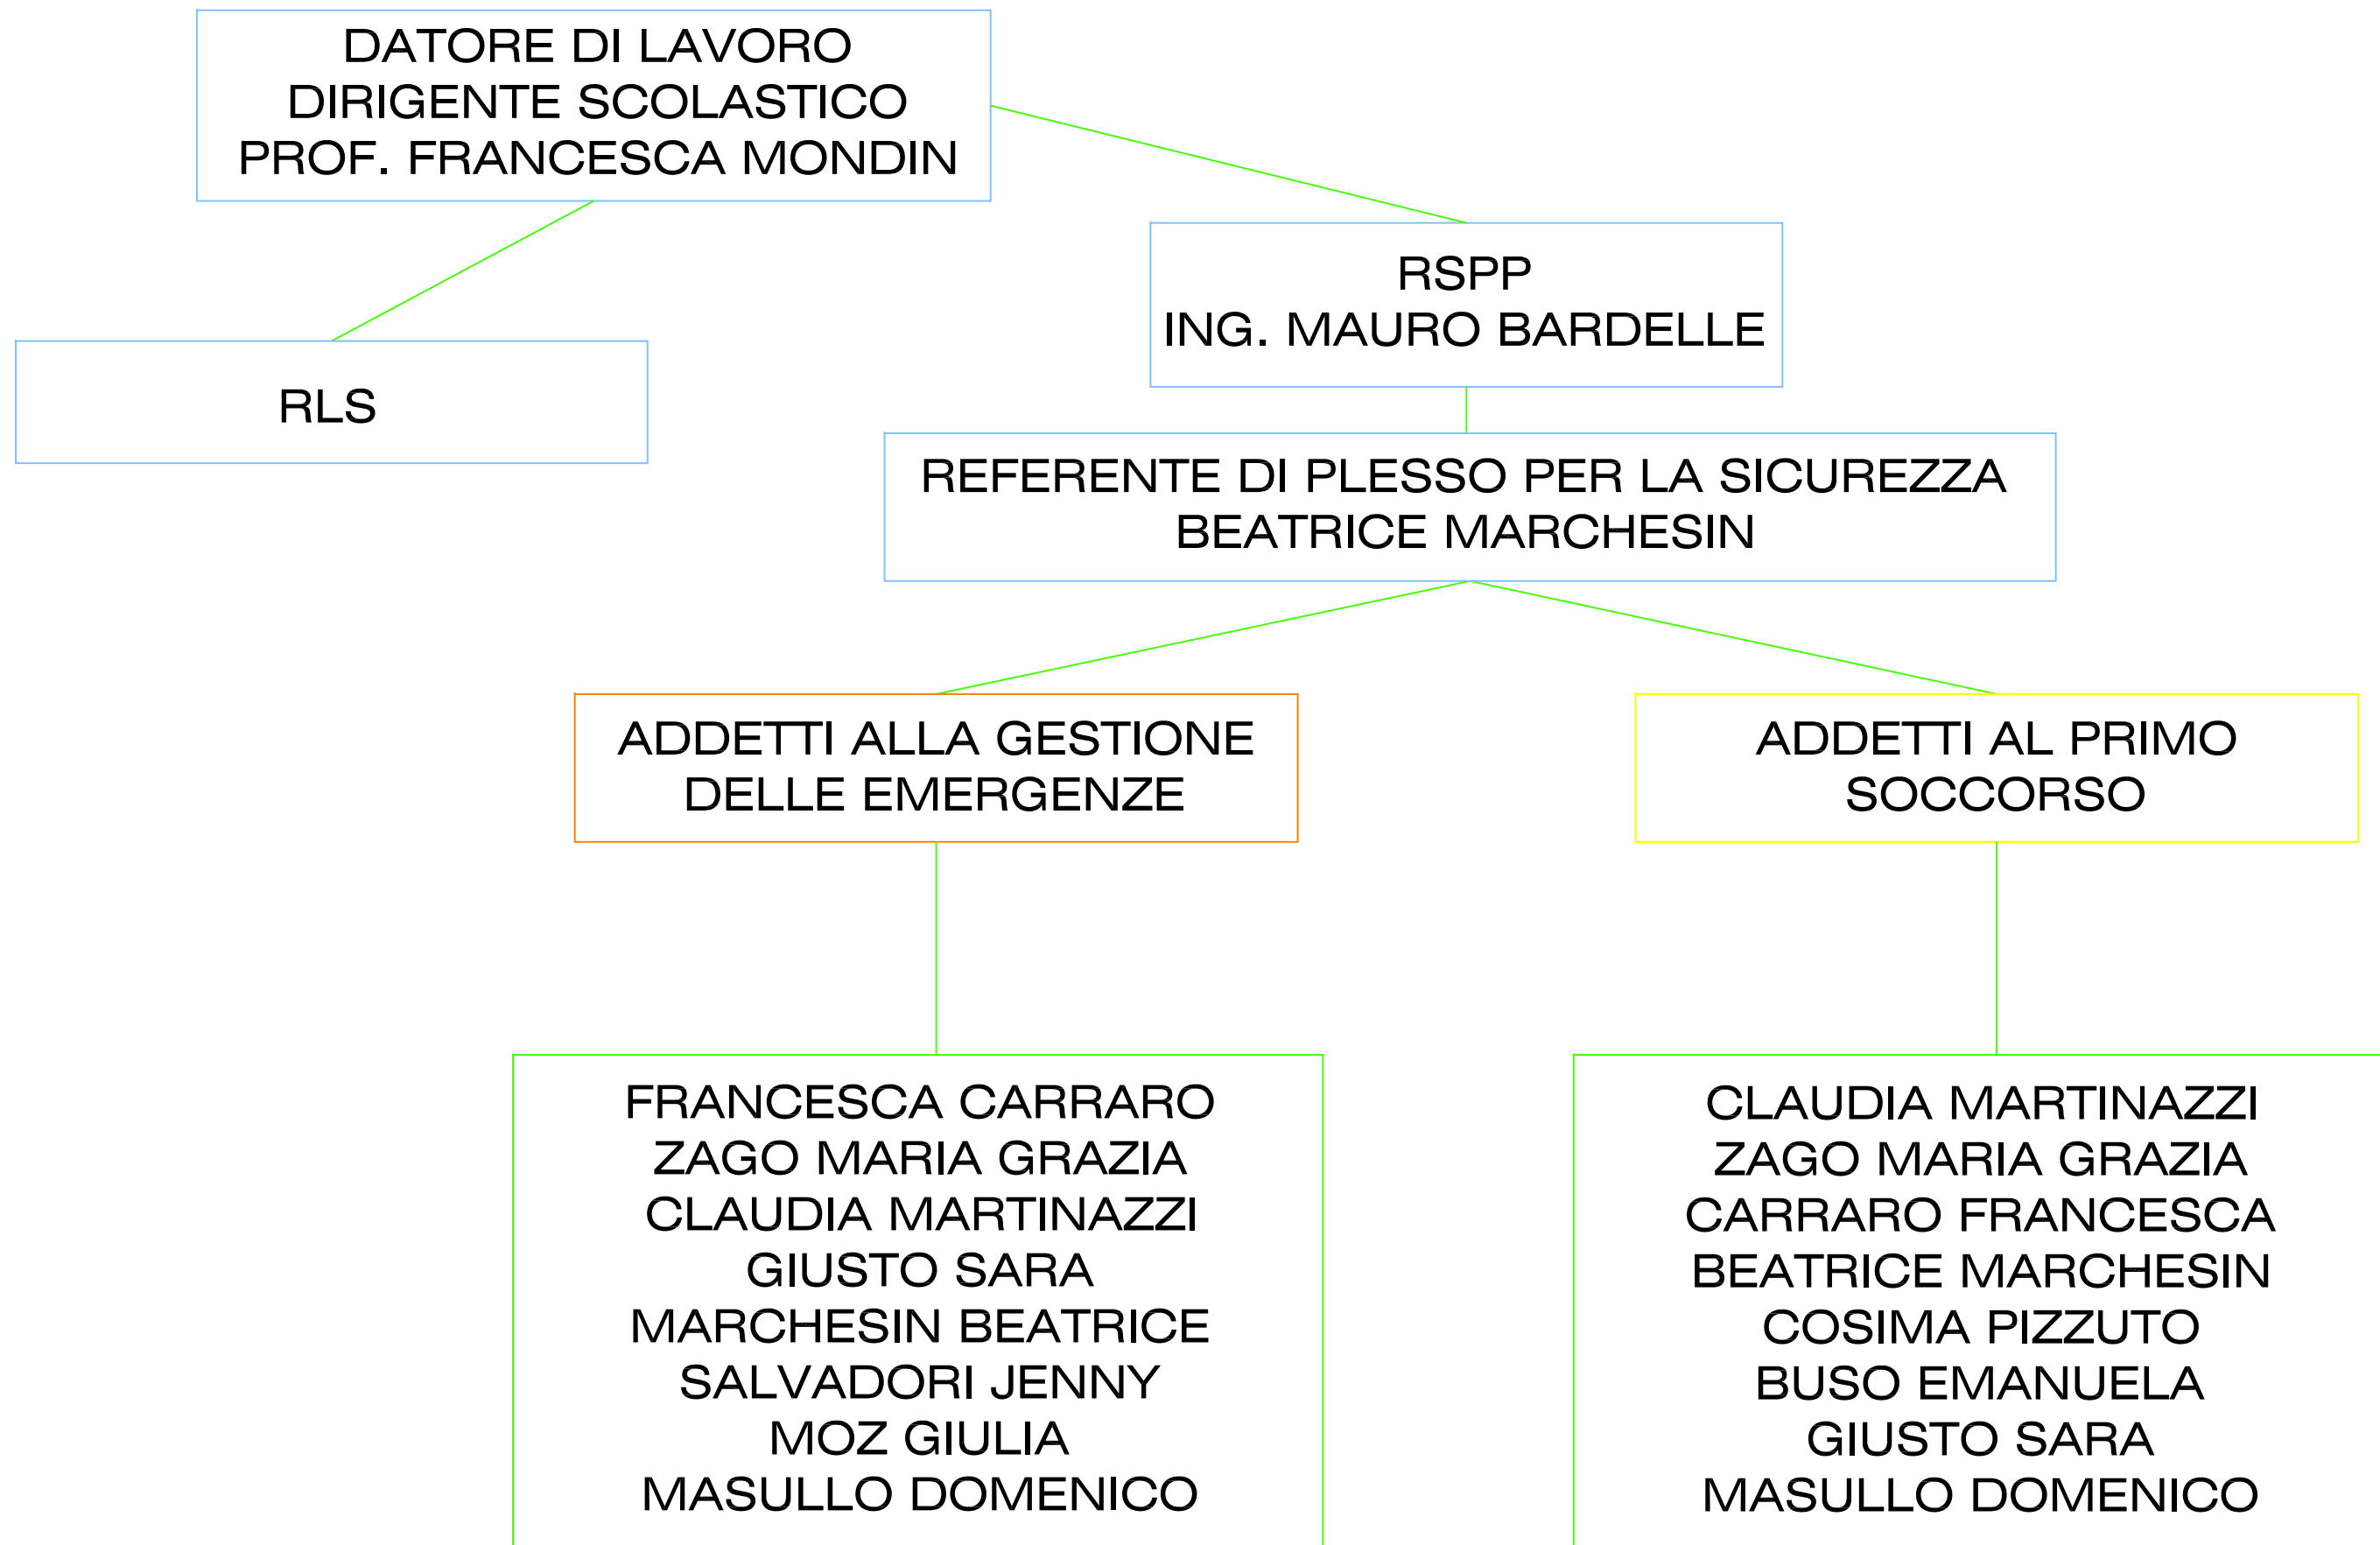 DATORE DI LAVORO
DIRIGENTE SCOLASTICO
PROF. FRANCESCA MONDIN
RSPP
ING. MAURO BARDELLE
RLS
REFERENTE DI PLESSO PER LA SICUREZZA
BEATRICE MARCHESIN
ADDETTI ALLA GESTIONE
DELLE EMERGENZE
ADDETTI AL PRIMO
SOCCORSO
FRANCESCA CARRARO
ZAGO MARIA GRAZIA
CLAUDIA MARTINAZZI
GIUSTO SARA
MARCHESIN BEATRICE
SALVADORI JENNY
MOZ GIULIA
MASULLO DOMENICO
CLAUDIA MARTINAZZI
ZAGO MARIA GRAZIA
CARRARO FRANCESCA
BEATRICE MARCHESIN
COSIMA PIZZUTO
BUSO EMANUELA
GIUSTO SARA
MASULLO DOMENICO